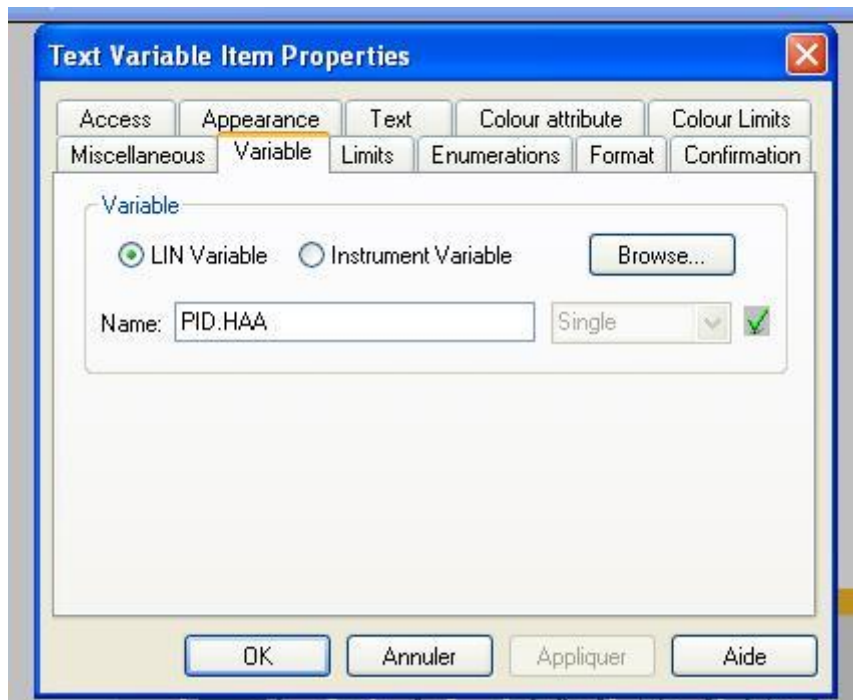 Text Variable Item Properties
Access Appearance Text Colour attribute Colour Limits
Miscellaneous Variable Limits Enumerations Format Confirmation
Variable
LIN Variable Instrument Variable Browse...
Name: PID.HAA Single
OK Annuler Appliquer Aide